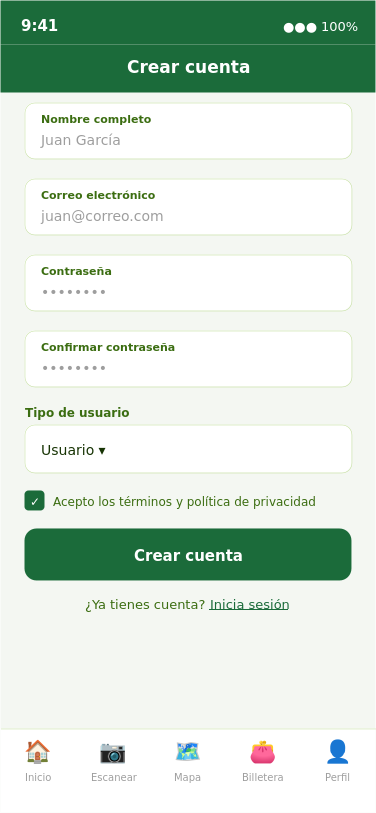 9:41 ●●● 100%
Crear cuenta
Nombre completo
Juan García
Correo electrónico
juan@correo.com
Contraseña
••••••••
Confirmar contraseña
••••••••
Tipo de usuario
Usuario ▾
✓ Acepto los términos y política de privacidad
Crear cuenta
¿Ya tienes cuenta? Inicia sesión
Inicio Escanear Mapa Billetera Perfil